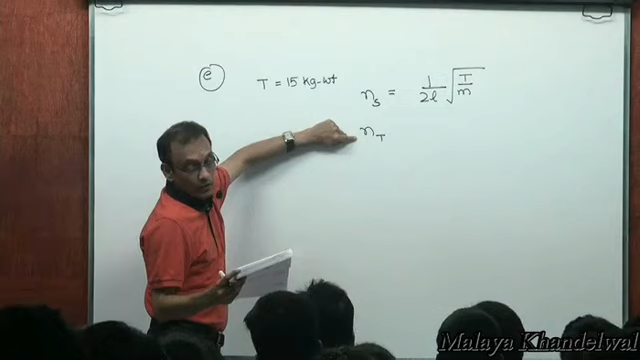 e T = 15 kg-wt n_s = 1/2l √T/m
n_T
Malaya Khandelwal